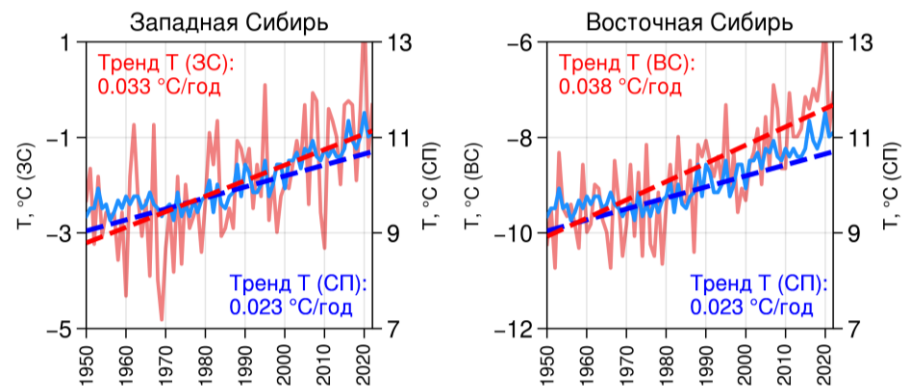 Западная Сибирь
1
−1
−3
−5
T, °C (ЗС)
Тренд Т (ЗС):
0.033 °С/год
Тренд Т (СП):
0.023 °С/год
13
11
9
7
T, °C (СП)
1950
1960
1970
1980
1990
2000
2010
2020
Восточная Сибирь
−6
−8
−10
−12
T, °C (ВС)
Тренд Т (ВС):
0.038 °С/год
Тренд Т (СП):
0.023 °С/год
13
11
9
7
T, °C (СП)
1950
1960
1970
1980
1990
2000
2010
2020